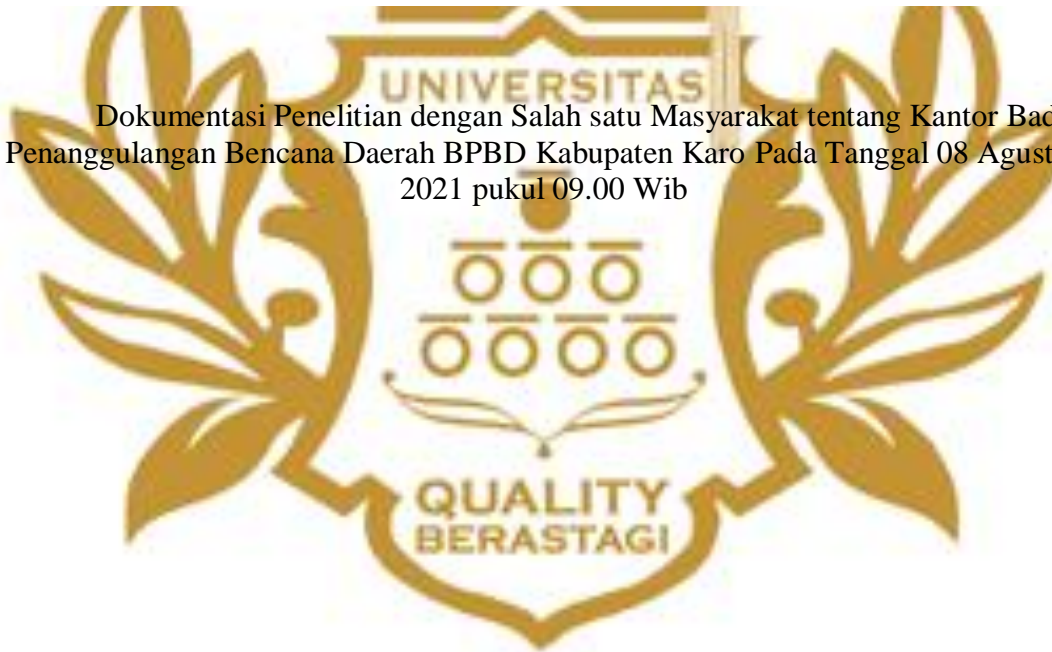 UNIVERSITAS
Dokumentasi Penelitian dengan Salah satu Masyarakat tentang Kantor Bad
Penanggulangan Bencana Daerah BPBD Kabupaten Karo Pada Tanggal 08 Agust
2021 pukul 09.00 Wib
QUALITY
BERASTAGI